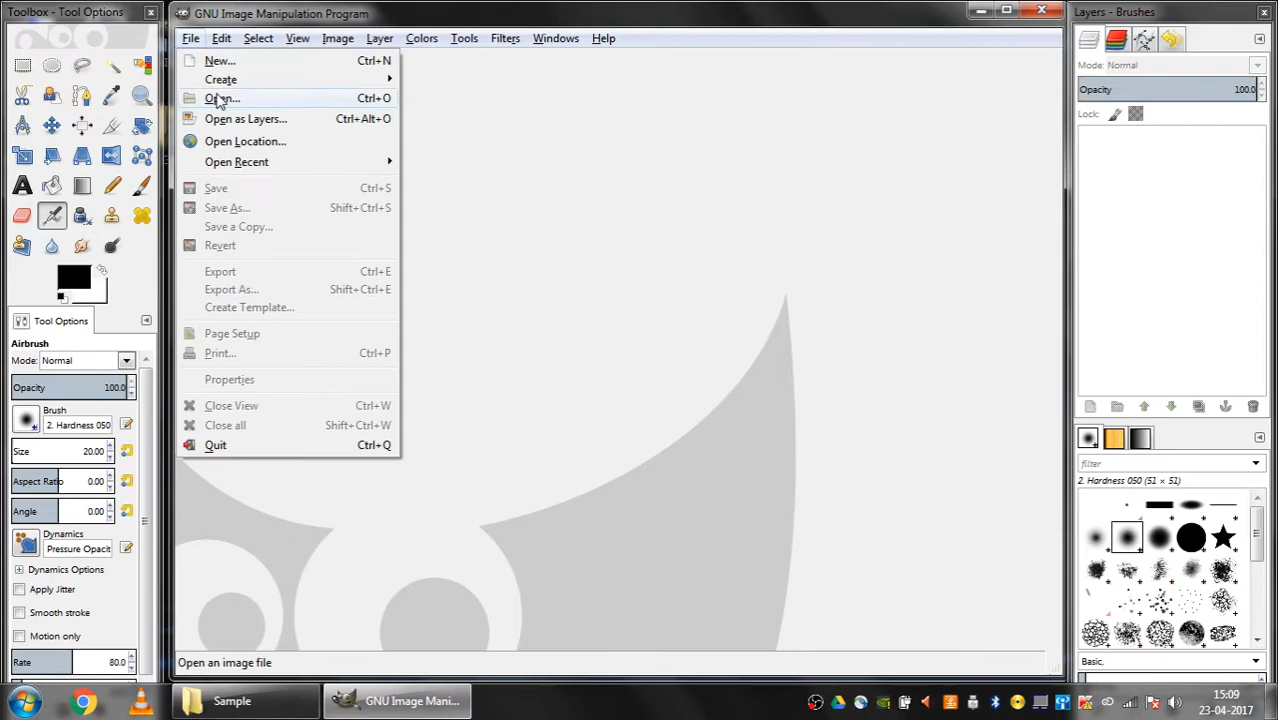 Toolbox - Tool Options
GNU Image Manipulation Program
Layers - Brushes
File Edit Select View Image Layer Colors Tools Filters Windows Help
New... Ctrl+N
Create
Open... Ctrl+O
Open as Layers... Ctrl+Alt+O
Open Location...
Open Recent
Save Ctrl+S
Save As... Shift+Ctrl+S
Save a Copy...
Revert
Export Ctrl+E
Export As... Shift+Ctrl+E
Create Template...
Page Setup
Print... Ctrl+P
Properties
Close View Ctrl+W
Close all Shift+Ctrl+W
Quit Ctrl+Q
Tool Options
Airbrush
Mode: Normal
Opacity 100.0
Brush
2. Hardness 050
Size 20.00
Aspect Ratio 0.00
Angle 0.00
Dynamics
Pressure Opacit
Dynamics Options
Apply Jitter
Smooth stroke
Motion only
Rate 80.0
Mode: Normal
Opacity 100.0
Lock:
filter
2. Hardness 050 (51 × 51)
Basic,
Open an image file
Sample
GNU Image Mani...
15:09
23-04-2017